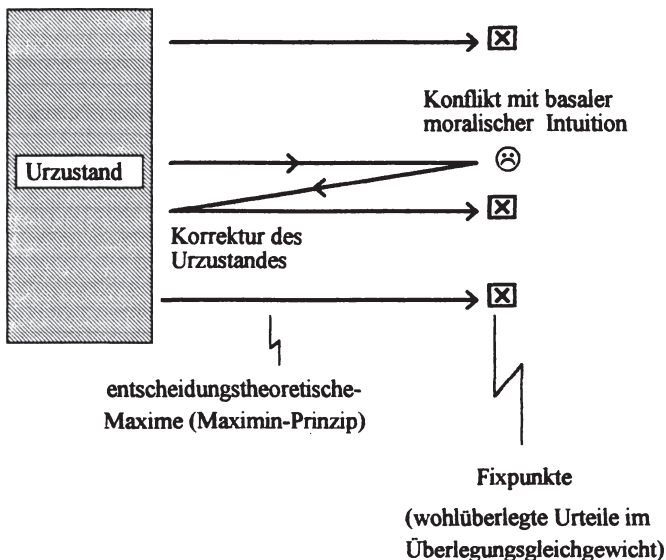 Konflikt mit basaler
moralischer Intuition
Urzustand
Korrektur des
Urzustandes
entscheidungstheoretische-
Maxime (Maximin-Prinzip)
Fixpunkte
(wohlüberlegte Urteile im
Überlegungsgleichgewicht)